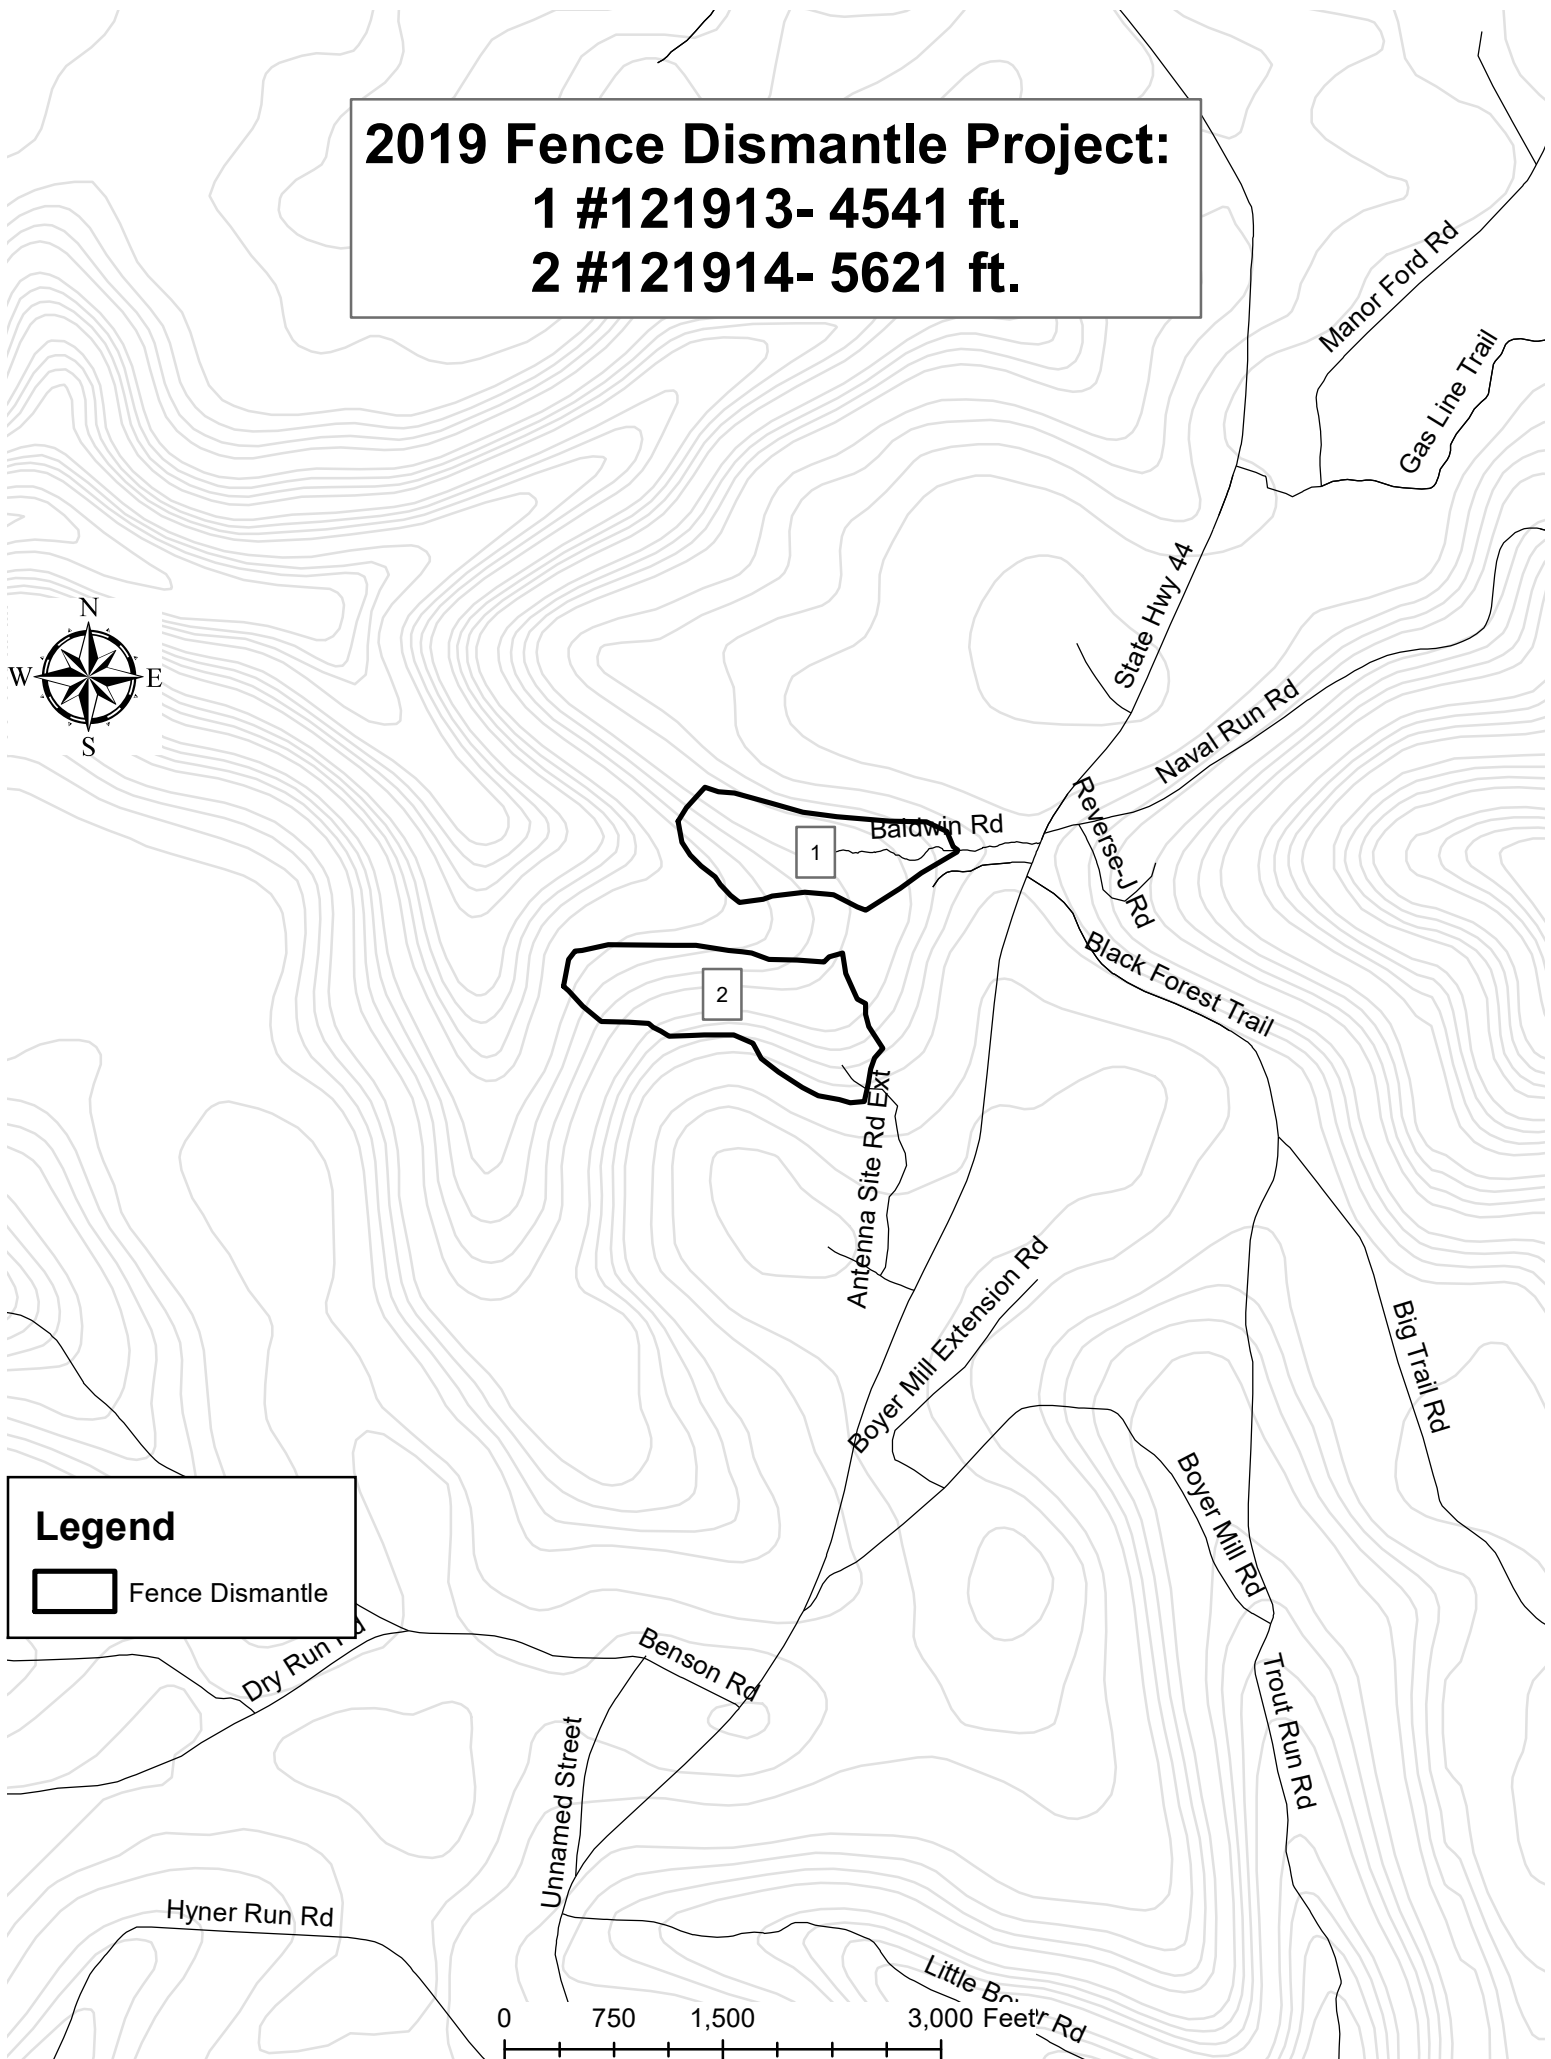 2019 Fence Dismantle Project:
1 #121913- 4541 ft.
2 #121914- 5621 ft.
Manor Ford Rd
Gas Line Trail
State Hwy 44
N
W
E
S
Naval Run Rd
Reverse-J Rd
Baldwin Rd
1
Black Forest Trail
2
Antenna Site Rd Ext
Boyer Mill Extension Rd
Big Trail Rd
Boyer Mill Rd
Legend
Fence Dismantle
Dry Run Rd
Benson Rd
Trout Run Rd
Unnamed Street
Hyner Run Rd
Little Boyer Rd
0 750 1,500 3,000 Feet